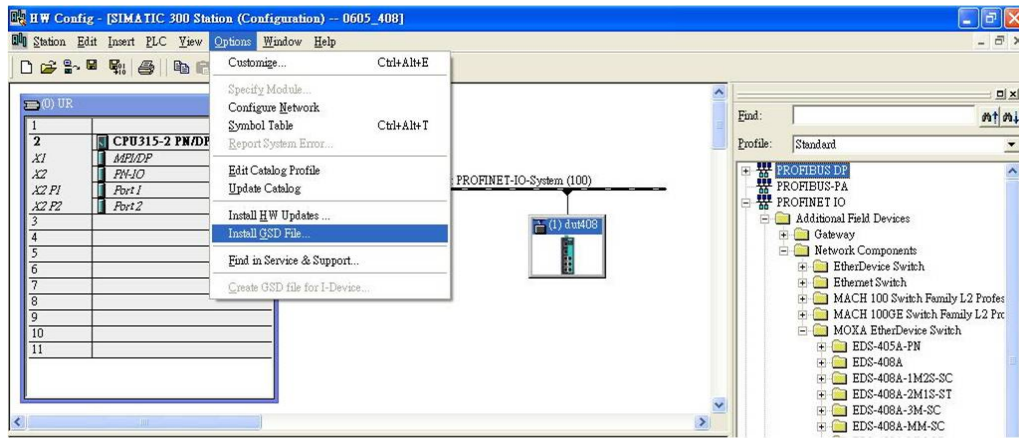 HW Config - [SIMATIC 300 Station (Configuration) -- 0605_408]
Station Edit Insert PLC View Options Window Help
Customize... Ctrl+Alt+E
Specify Module...
Configure Network
Symbol Table Ctrl+Alt+T
Report System Error...
Edit Catalog Profile
Update Catalog
Install HW Updates ...
Install GSD File...
Find in Service & Support...
Create GSD file for I-Device...
(0) UR
1
2 CPU315-2 PN/DP
X1 MPI/DP
X2 PN-IO
X2 P1 Port 1
X2 P2 Port 2
3
4
5
6
7
8
9
10
11
PROFINET-IO-System (100)
(1) dut408
Find:
Profile: Standard
PROFIBUS DP
PROFIBUS-PA
PROFINET IO
Additional Field Devices
Gateway
Network Components
EtherDevice Switch
Ethernet Switch
MACH 100 Switch Family L2 Profes
MACH 100GE Switch Family L2 Prc
MOXA EtherDevice Switch
EDS-405A-PN
EDS-408A
EDS-408A-1M2S-SC
EDS-408A-2M1S-ST
EDS-408A-3M-SC
EDS-408A-MM-SC